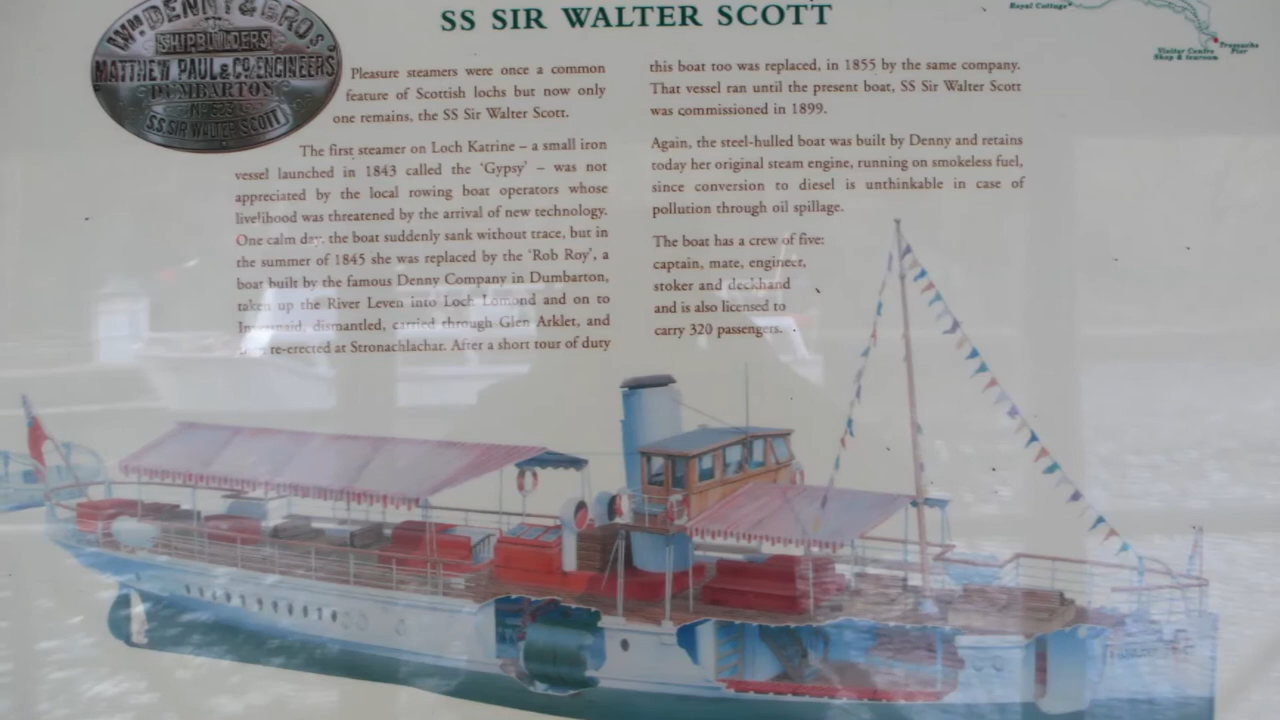 SS SIR WALTER SCOTT
WM DENNY & BROS
SHIPBUILDERS
MATTHEW PAUL & CO ENGINEERS
DUMBARTON
No 623
SS SIR WALTER SCOTT
Royal Cottage
Trossachs
Pier
Visitor Centre
Shop & tearoom
Pleasure steamers were once a common
feature of Scottish lochs but now only
one remains, the SS Sir Walter Scott.
The first steamer on Loch Katrine – a small iron
vessel launched in 1843 called the ‘Gypsy’ – was not
appreciated by the local rowing boat operators whose
livelihood was threatened by the arrival of new technology.
One calm day, the boat suddenly sank without trace, but in
the summer of 1845 she was replaced by the ‘Rob Roy’, a
boat built by the famous Denny Company in Dumbarton,
taken up the River Leven into Loch Lomond and on to
Inversnaid, dismantled, carried through Glen Arklet, and
re-erected at Stronachlachar. After a short tour of duty
this boat too was replaced, in 1855 by the same company.
That vessel ran until the present boat, SS Sir Walter Scott
was commissioned in 1899.
Again, the steel-hulled boat was built by Denny and retains
today her original steam engine, running on smokeless fuel,
since conversion to diesel is unthinkable in case of
pollution through oil spillage.
The boat has a crew of five:
captain, mate, engineer,
stoker and deckhand
and is also licensed to
carry 320 passengers.